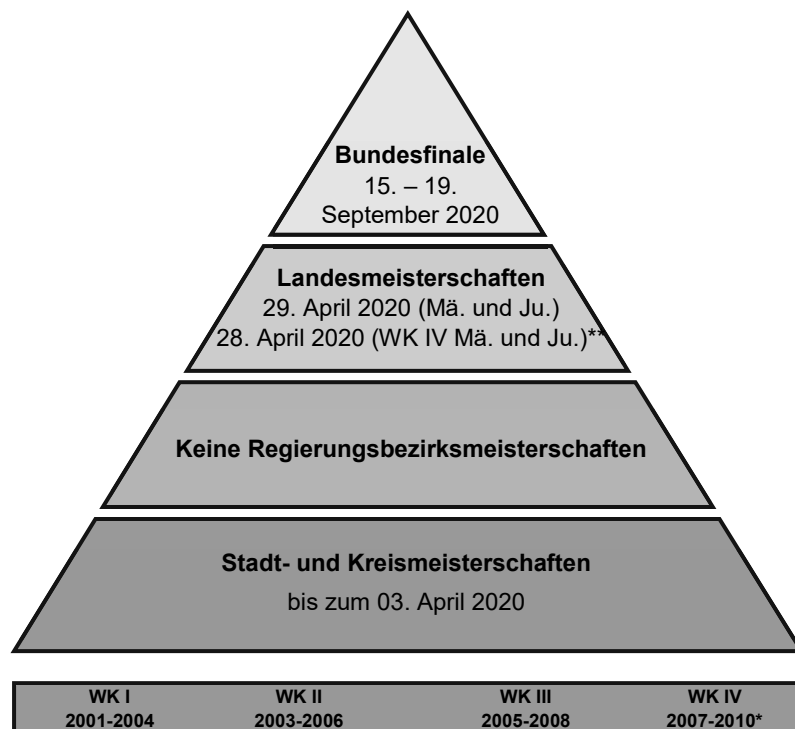 Bundesfinale
15. – 19.
September 2020
Landesmeisterschaften
29. April 2020 (Mä. und Ju.)
28. April 2020 (WK IV Mä. und Ju.)**
Keine Regierungsbezirksmeisterschaften
Stadt- und Kreismeisterschaften
bis zum 03. April 2020
WK I WK II WK III WK IV
2001-2004 2003-2006 2005-2008 2007-2010*